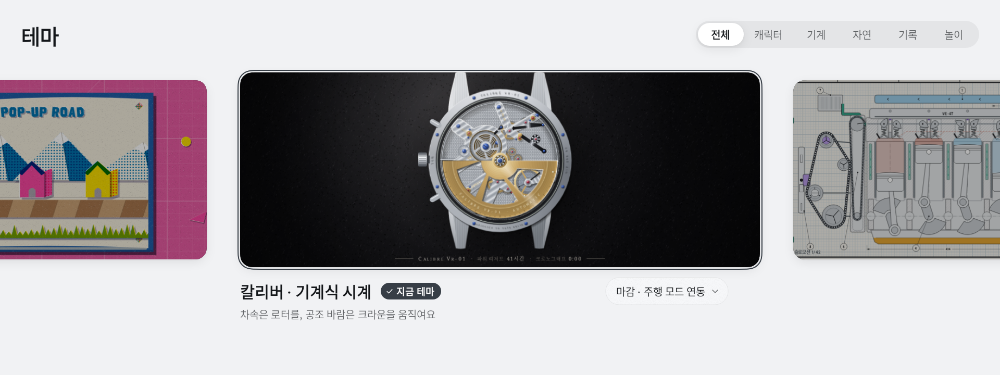 테마
전체 캐릭터 기계 자연 기록 놀이
POP-UP ROAD
CALIBRE VK-01
칼리버 · 기계식 시계 지금 테마
마감 · 주행 모드 연동
차속은 로터를, 공조 바람은 크라운을 움직여요